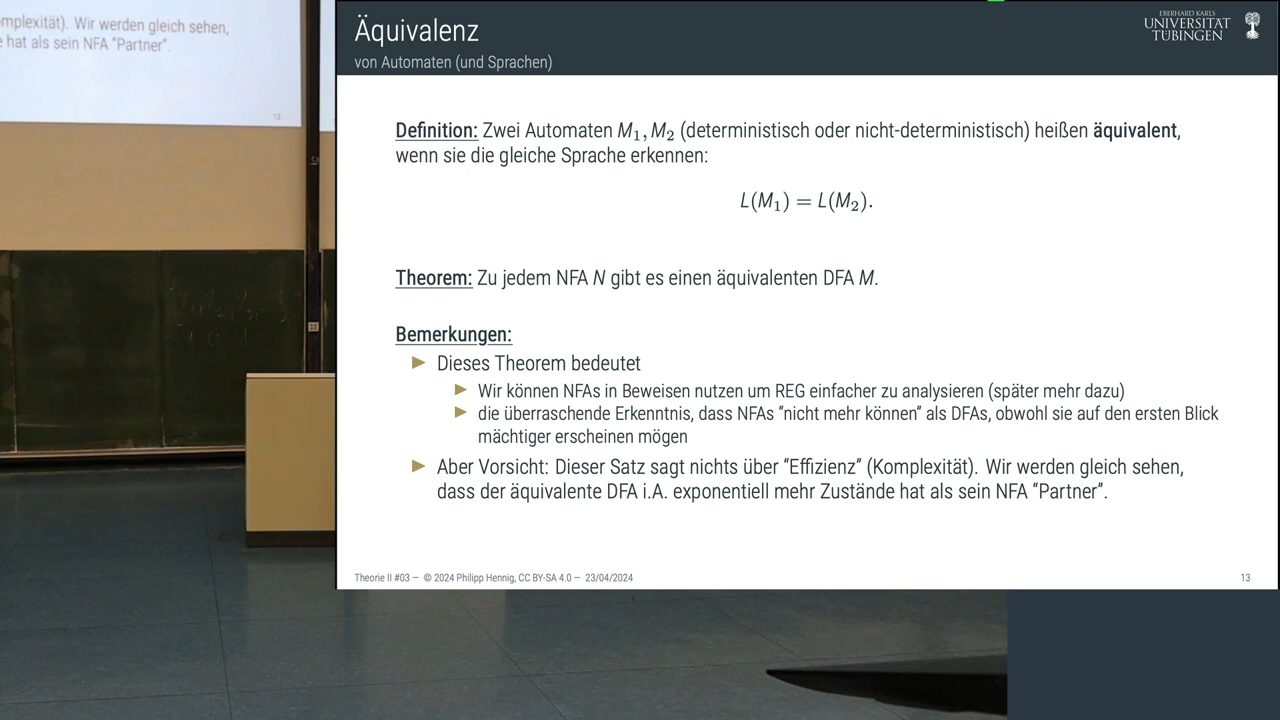 mplexität). Wir werden gleich sehen,
e hat als sein NFA “Partner”.
13
Äquivalenz
von Automaten (und Sprachen)
EBERHARD KARLS
UNIVERSITÄT
TÜBINGEN
Definition: Zwei Automaten M₁, M₂ (deterministisch oder nicht-deterministisch) heißen äquivalent,
wenn sie die gleiche Sprache erkennen:
L(M₁) = L(M₂).
Theorem: Zu jedem NFA N gibt es einen äquivalenten DFA M.
Bemerkungen:
▶ Dieses Theorem bedeutet
▶ Wir können NFAs in Beweisen nutzen um REG einfacher zu analysieren (später mehr dazu)
▶ die überraschende Erkenntnis, dass NFAs “nicht mehr können” als DFAs, obwohl sie auf den ersten Blick
mächtiger erscheinen mögen
▶ Aber Vorsicht: Dieser Satz sagt nichts über “Effizienz” (Komplexität). Wir werden gleich sehen,
dass der äquivalente DFA i.A. exponentiell mehr Zustände hat als sein NFA “Partner”.
Theorie II #03 — © 2024 Philipp Hennig, CC BY-SA 4.0 — 23/04/2024
13